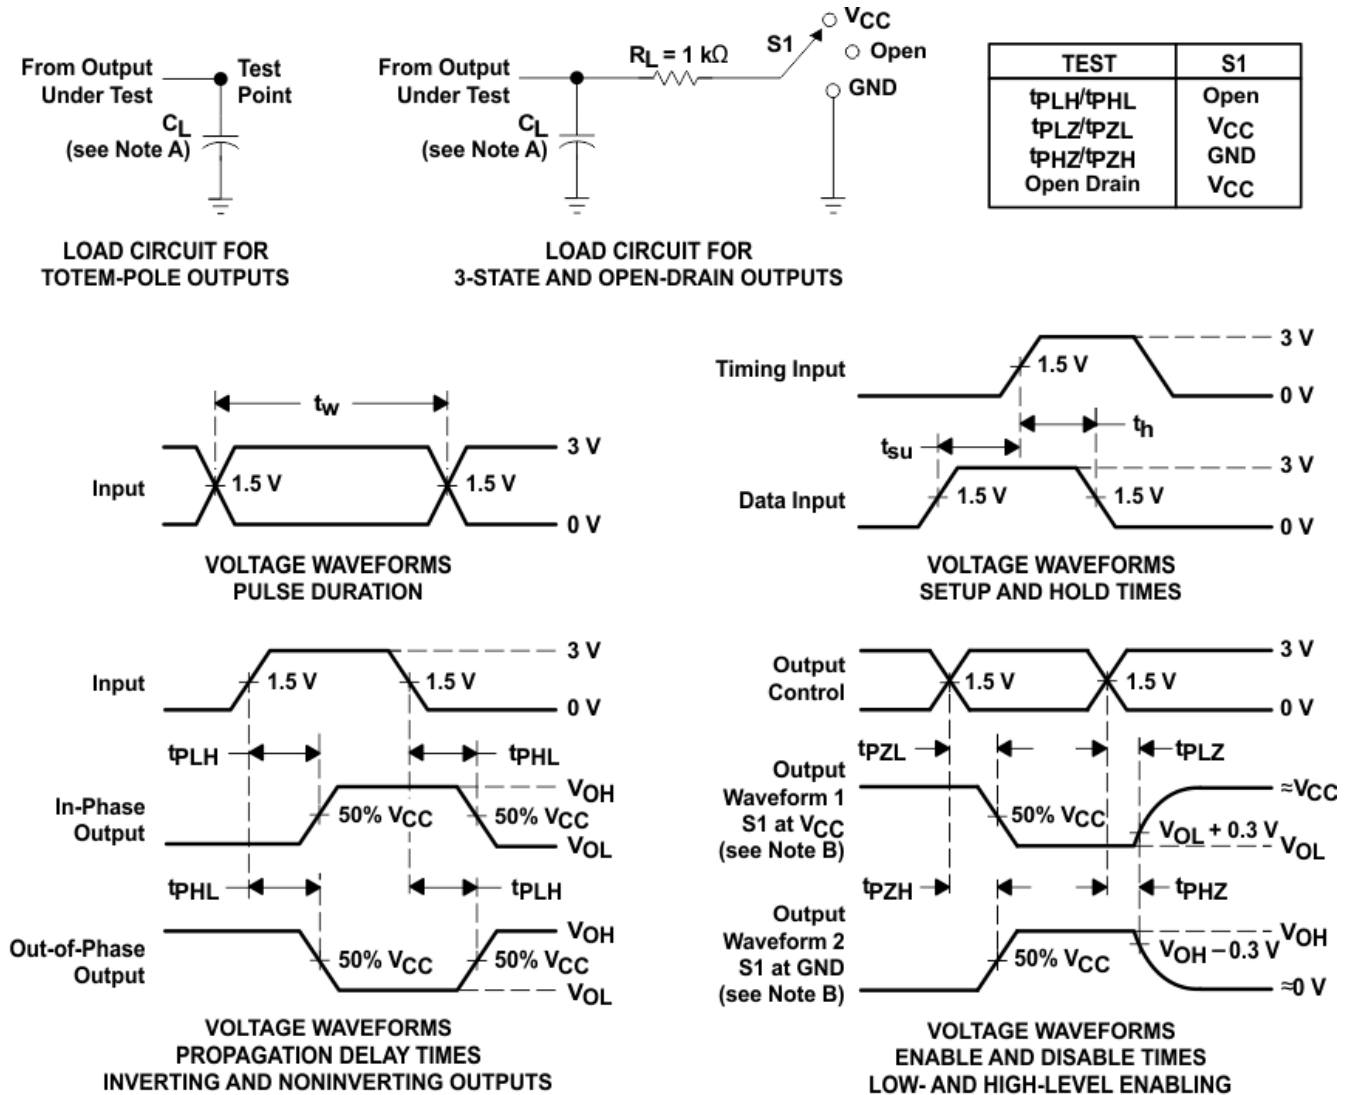 From Output
Under Test
Test
Point
CL
(see Note A)
LOAD CIRCUIT FOR
TOTEM-POLE OUTPUTS
From Output
Under Test
RL = 1 kΩ
S1
VCC
Open
GND
CL
(see Note A)
LOAD CIRCUIT FOR
3-STATE AND OPEN-DRAIN OUTPUTS
TEST S1
tPLH/tPHL Open
tPLZ/tPZL VCC
tPHZ/tPZH GND
Open Drain VCC
tw
Input
1.5 V
1.5 V
3 V
0 V
VOLTAGE WAVEFORMS
PULSE DURATION
Timing Input
1.5 V
3 V
0 V
tsu
th
Data Input
1.5 V
1.5 V
3 V
0 V
VOLTAGE WAVEFORMS
SETUP AND HOLD TIMES
Input
1.5 V
1.5 V
3 V
0 V
tPLH
tPHL
In-Phase
Output
50% VCC
50% VCC
VOH
VOL
tPHL
tPLH
Out-of-Phase
Output
50% VCC
50% VCC
VOH
VOL
VOLTAGE WAVEFORMS
PROPAGATION DELAY TIMES
INVERTING AND NONINVERTING OUTPUTS
Output
Control
1.5 V
1.5 V
3 V
0 V
tPZL
tPLZ
Output
Waveform 1
S1 at VCC
(see Note B)
50% VCC
VOL + 0.3 V
≈VCC
VOL
tPZH
tPHZ
Output
Waveform 2
S1 at GND
(see Note B)
50% VCC
VOH − 0.3 V
VOH
≈0 V
VOLTAGE WAVEFORMS
ENABLE AND DISABLE TIMES
LOW- AND HIGH-LEVEL ENABLING